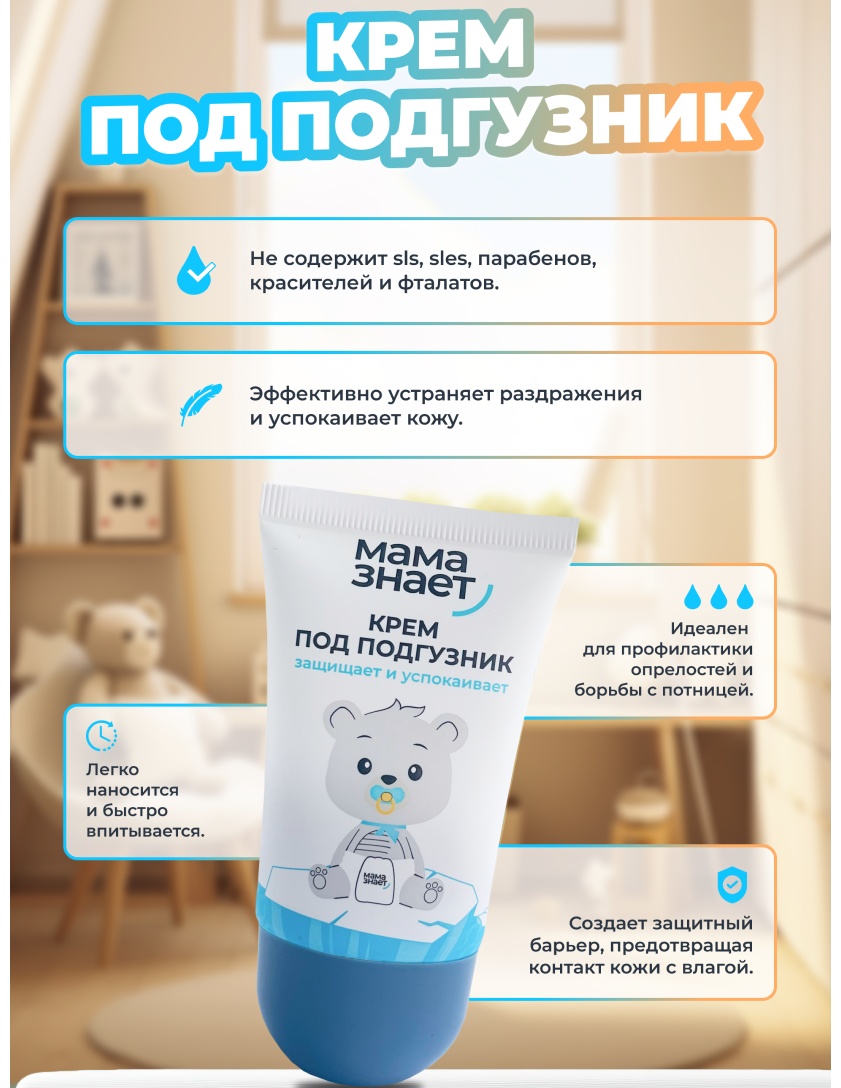 КРЕМ
ПОД ПОДГУЗНИК
Не содержит sls, sles, парабенов,
красителей и фталатов.
Эффективно устраняет раздражения
и успокаивает кожу.
мама
знает
КРЕМ
ПОД ПОДГУЗНИК
защищает и успокаивает
мама
знает
Идеален
для профилактики
опрелостей и
борьбы с потницей.
Легко
наносится
и быстро
впитывается.
Создает защитный
барьер, предотвращая
контакт кожи с влагой.